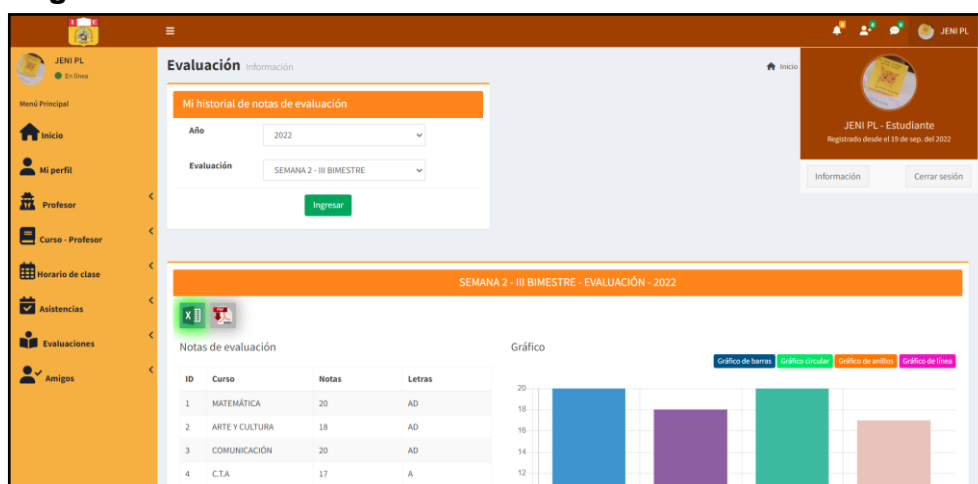 I E
JENI PL
JENI PL
En línea
Menú Principal
Inicio
Mi perfil
Profesor
Curso - Profesor
Horario de clase
Asistencias
Evaluaciones
Amigos
Evaluación Información
Inicio
Mi historial de notas de evaluación
Año
2022
Evaluación
SEMANA 2 - III BIMESTRE
Ingresar
JENI PL - Estudiante
Registrado desde el 19 de sep. del 2022
Información
Cerrar sesión
SEMANA 2 - III BIMESTRE - EVALUACIÓN - 2022
Notas de evaluación
ID Curso Notas Letras
1 MATEMÁTICA 20 AD
2 ARTE Y CULTURA 18 AD
3 COMUNICACIÓN 20 AD
4 C.T.A 17 A
Gráfico
Gráfico de barras Gráfico circular Gráfico de anillos Gráfico de línea
20
18
16
14
12